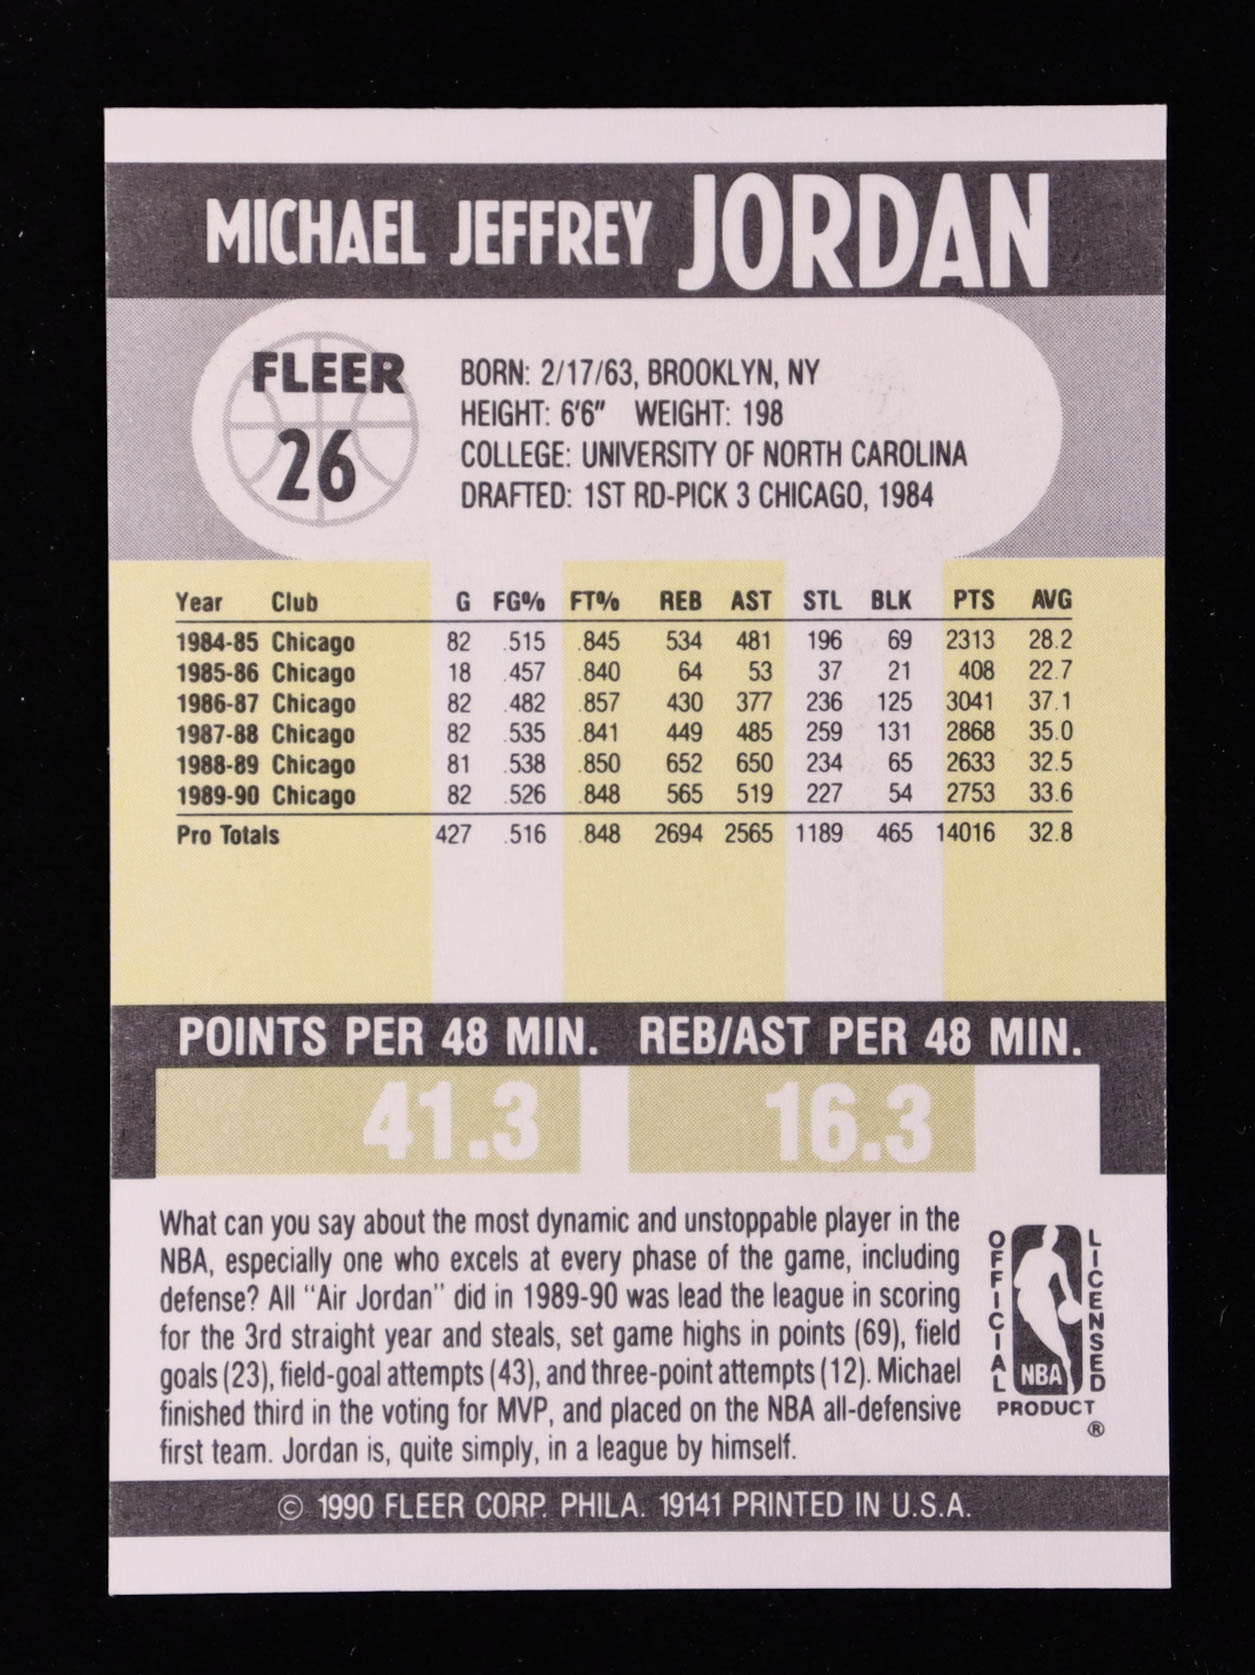 MICHAEL JEFFREY JORDAN
FLEER
26
BORN: 2/17/63, BROOKLYN, NY
HEIGHT: 6'6" WEIGHT: 198
COLLEGE: UNIVERSITY OF NORTH CAROLINA
DRAFTED: 1ST RD-PICK 3 CHICAGO, 1984
Year Club G FG% FT% REB AST STL BLK PTS AVG
1984-85 Chicago 82 .515 .845 534 481 196 69 2313 28.2
1985-86 Chicago 18 .457 .840 64 53 37 21 408 22.7
1986-87 Chicago 82 .482 .857 430 377 236 125 3041 37.1
1987-88 Chicago 82 .535 .841 449 485 259 131 2868 35.0
1988-89 Chicago 81 .538 .850 652 650 234 65 2633 32.5
1989-90 Chicago 82 .526 .848 565 519 227 54 2753 33.6
Pro Totals 427 .516 .848 2694 2565 1189 465 14016 32.8
POINTS PER 48 MIN. REB/AST PER 48 MIN.
41.3 16.3
What can you say about the most dynamic and unstoppable player in the
NBA, especially one who excels at every phase of the game, including
defense? All "Air Jordan" did in 1989-90 was lead the league in scoring
for the 3rd straight year and steals, set game highs in points (69), field
goals (23), field-goal attempts (43), and three-point attempts (12). Michael
finished third in the voting for MVP, and placed on the NBA all-defensive
first team. Jordan is, quite simply, in a league by himself.
OFFICIAL
NBA
LICENSED
PRODUCT
®
© 1990 FLEER CORP. PHILA. 19141 PRINTED IN U.S.A.